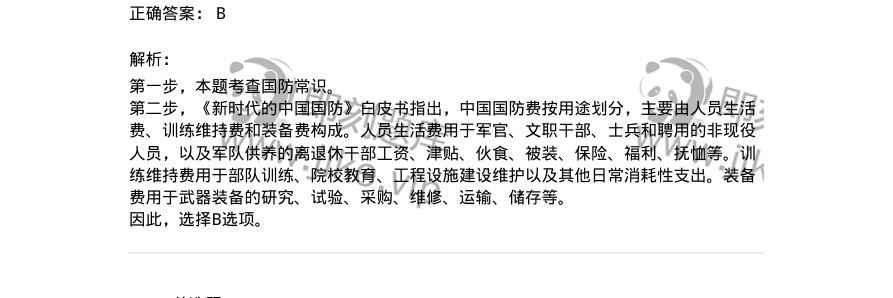 正确答案： B
解析：
第一步，本题考查国防常识。
第二步，《新时代的中国国防》白皮书指出，中国国防费按用途划分，主要由人员生活
费、训练维持费和装备费构成。人员生活费用于军官、文职干部、士兵和聘用的非现役
人员，以及军队供养的离退休干部工资、津贴、伙食、被装、保险、福利、抚恤等。训
练维持费用于部队训练、院校教育、工程设施建设维护以及其他日常消耗性支出。装备
费用于武器装备的研究、试验、采购、维修、运输、储存等。
因此，选择B选项。